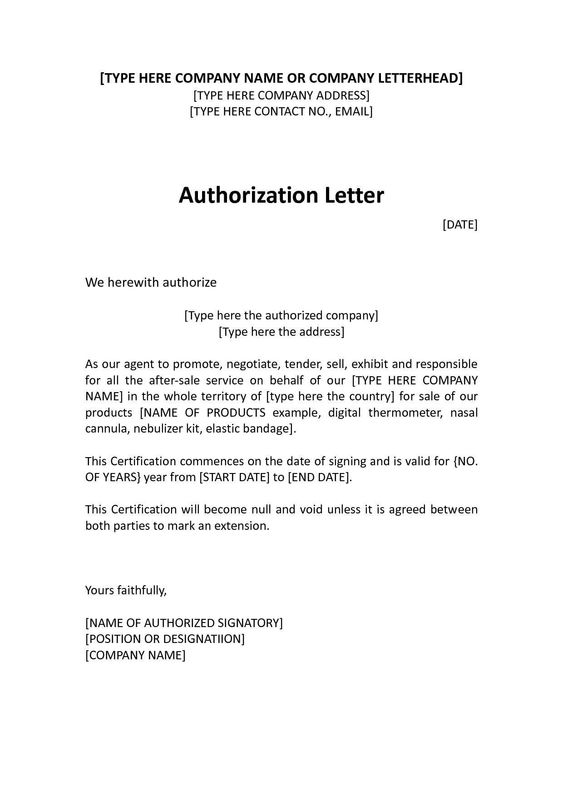 [TYPE HERE COMPANY NAME OR COMPANY LETTERHEAD]
[TYPE HERE COMPANY ADDRESS]
[TYPE HERE CONTACT NO., EMAIL]
Authorization Letter
[DATE]
We herewith authorize
[Type here the authorized company]
[Type here the address]
As our agent to promote, negotiate, tender, sell, exhibit and responsible
for all the after-sale service on behalf of our [TYPE HERE COMPANY
NAME] in the whole territory of [type here the country] for sale of our
products [NAME OF PRODUCTS example, digital thermometer, nasal
cannula, nebulizer kit, elastic bandage].
This Certification commences on the date of signing and is valid for {NO.
OF YEARS} year from [START DATE] to [END DATE].
This Certification will become null and void unless it is agreed between
both parties to mark an extension.
Yours faithfully,
[NAME OF AUTHORIZED SIGNATORY]
[POSITION OR DESIGNATIION]
[COMPANY NAME]